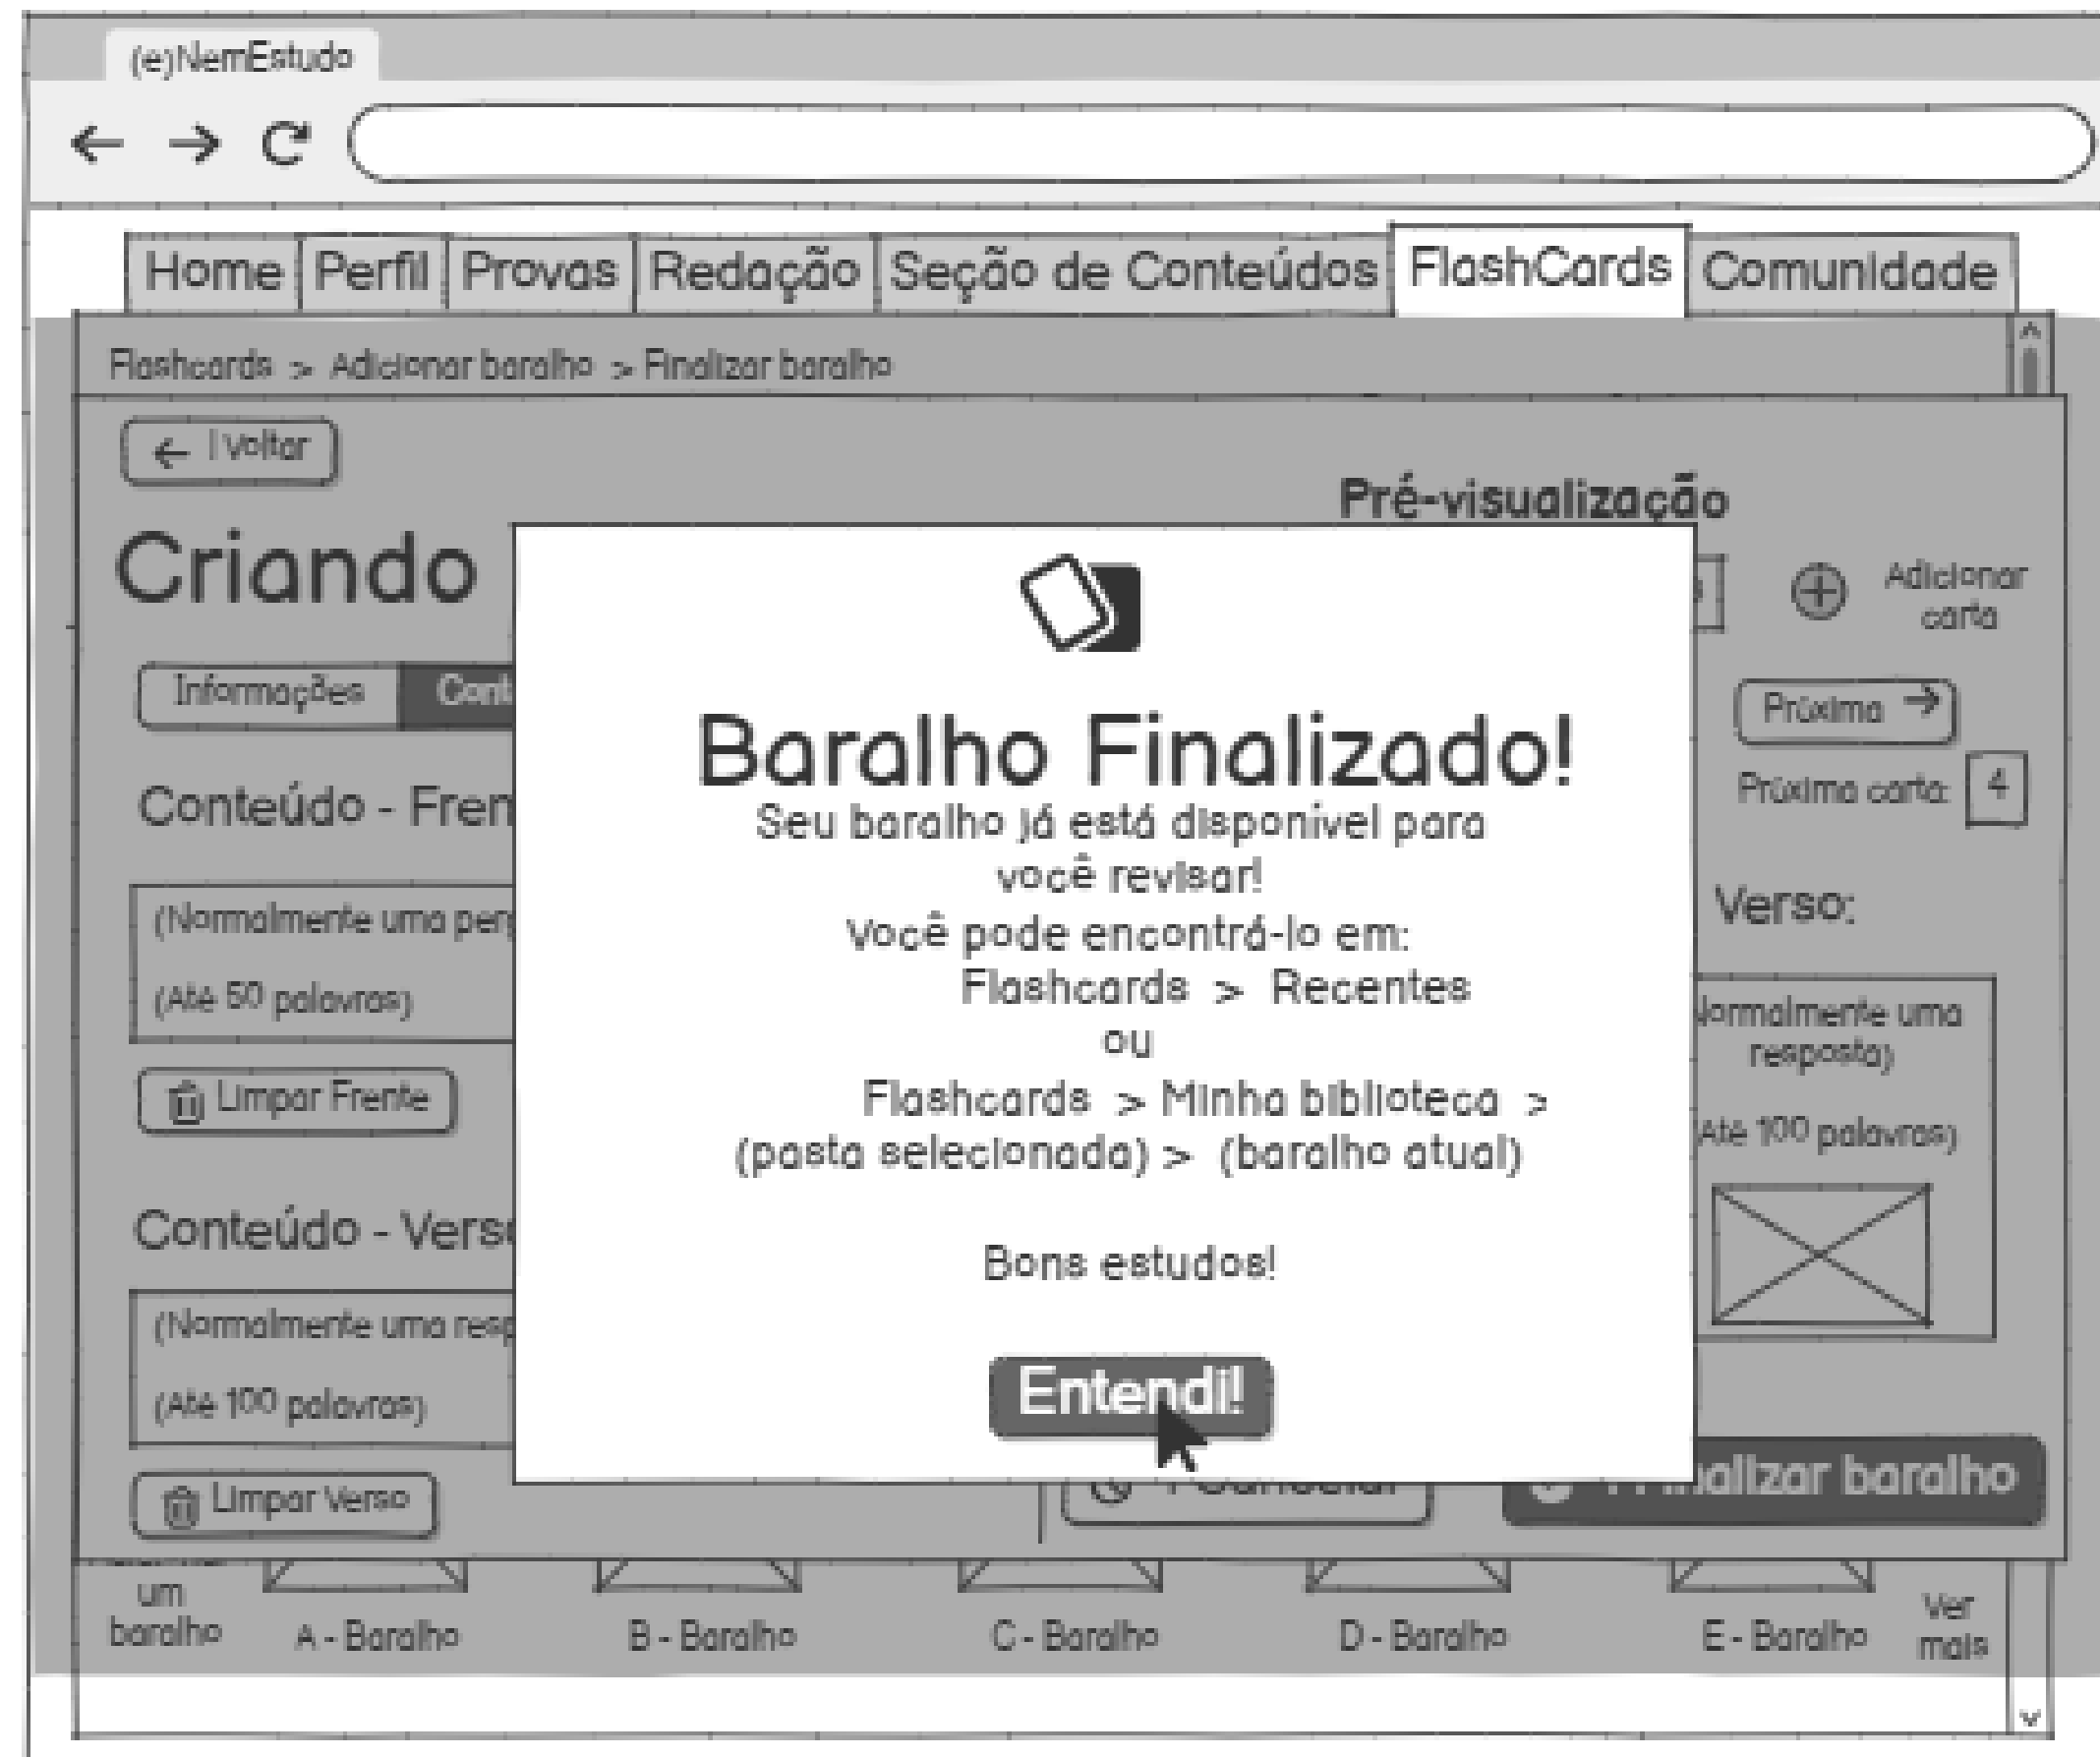 (e)NemEstudo
Home Perfil Provas Redação Seção de Conteúdos FlashCards Comunidade
Flashcards > Adicionar baralho > Finalizar baralho
← | Voltar
Pré-visualização
Criando
Adicionar
carta
Informações
Próxima →
Próxima carta: 4
Conteúdo - Fren
Verso:
(Normalmente uma perg
(Até 50 palavras)
Limpar Frente
Conteúdo - Vers
(Normalmente uma resp
(Até 100 palavras)
Limpar Verso
Baralho Finalizado!
Seu baralho já está disponível para
você revisar!
Você pode encontrá-lo em:
Flashcards > Recentes
ou
Flashcards > Minha biblioteca >
(pasta selecionada) > (baralho atual)
Bons estudos!
Entendi!
ormalmente uma
resposta)
Até 100 palavras)
nalizar baralho
um
baralho
A - Baralho
B - Baralho
C - Baralho
D - Baralho
E - Baralho
Ver
mais